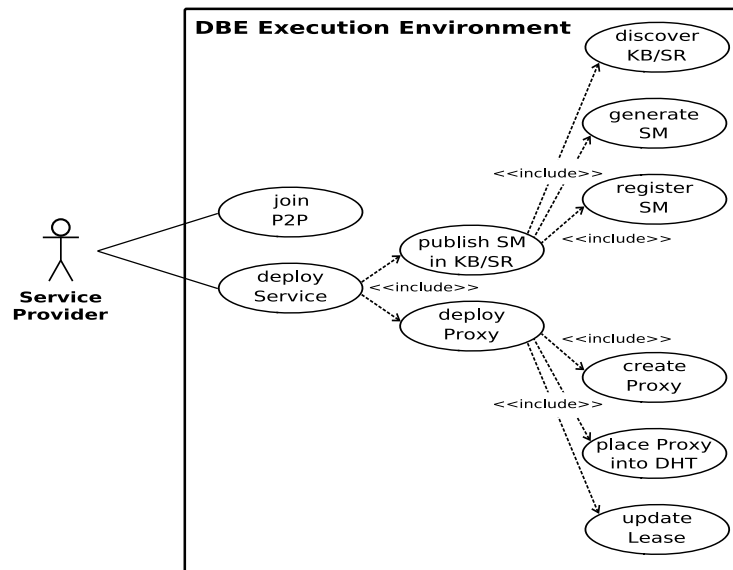 DBE Execution Environment
discover
KB/SR
generate
SM
<<include>>
register
SM
<<include>>
join
P2P
publish SM
in KB/SR
deploy
Service
<<include>>
Service
Provider
deploy
Proxy
<<include>>
create
Proxy
<<include>>
place Proxy
into DHT
update
Lease